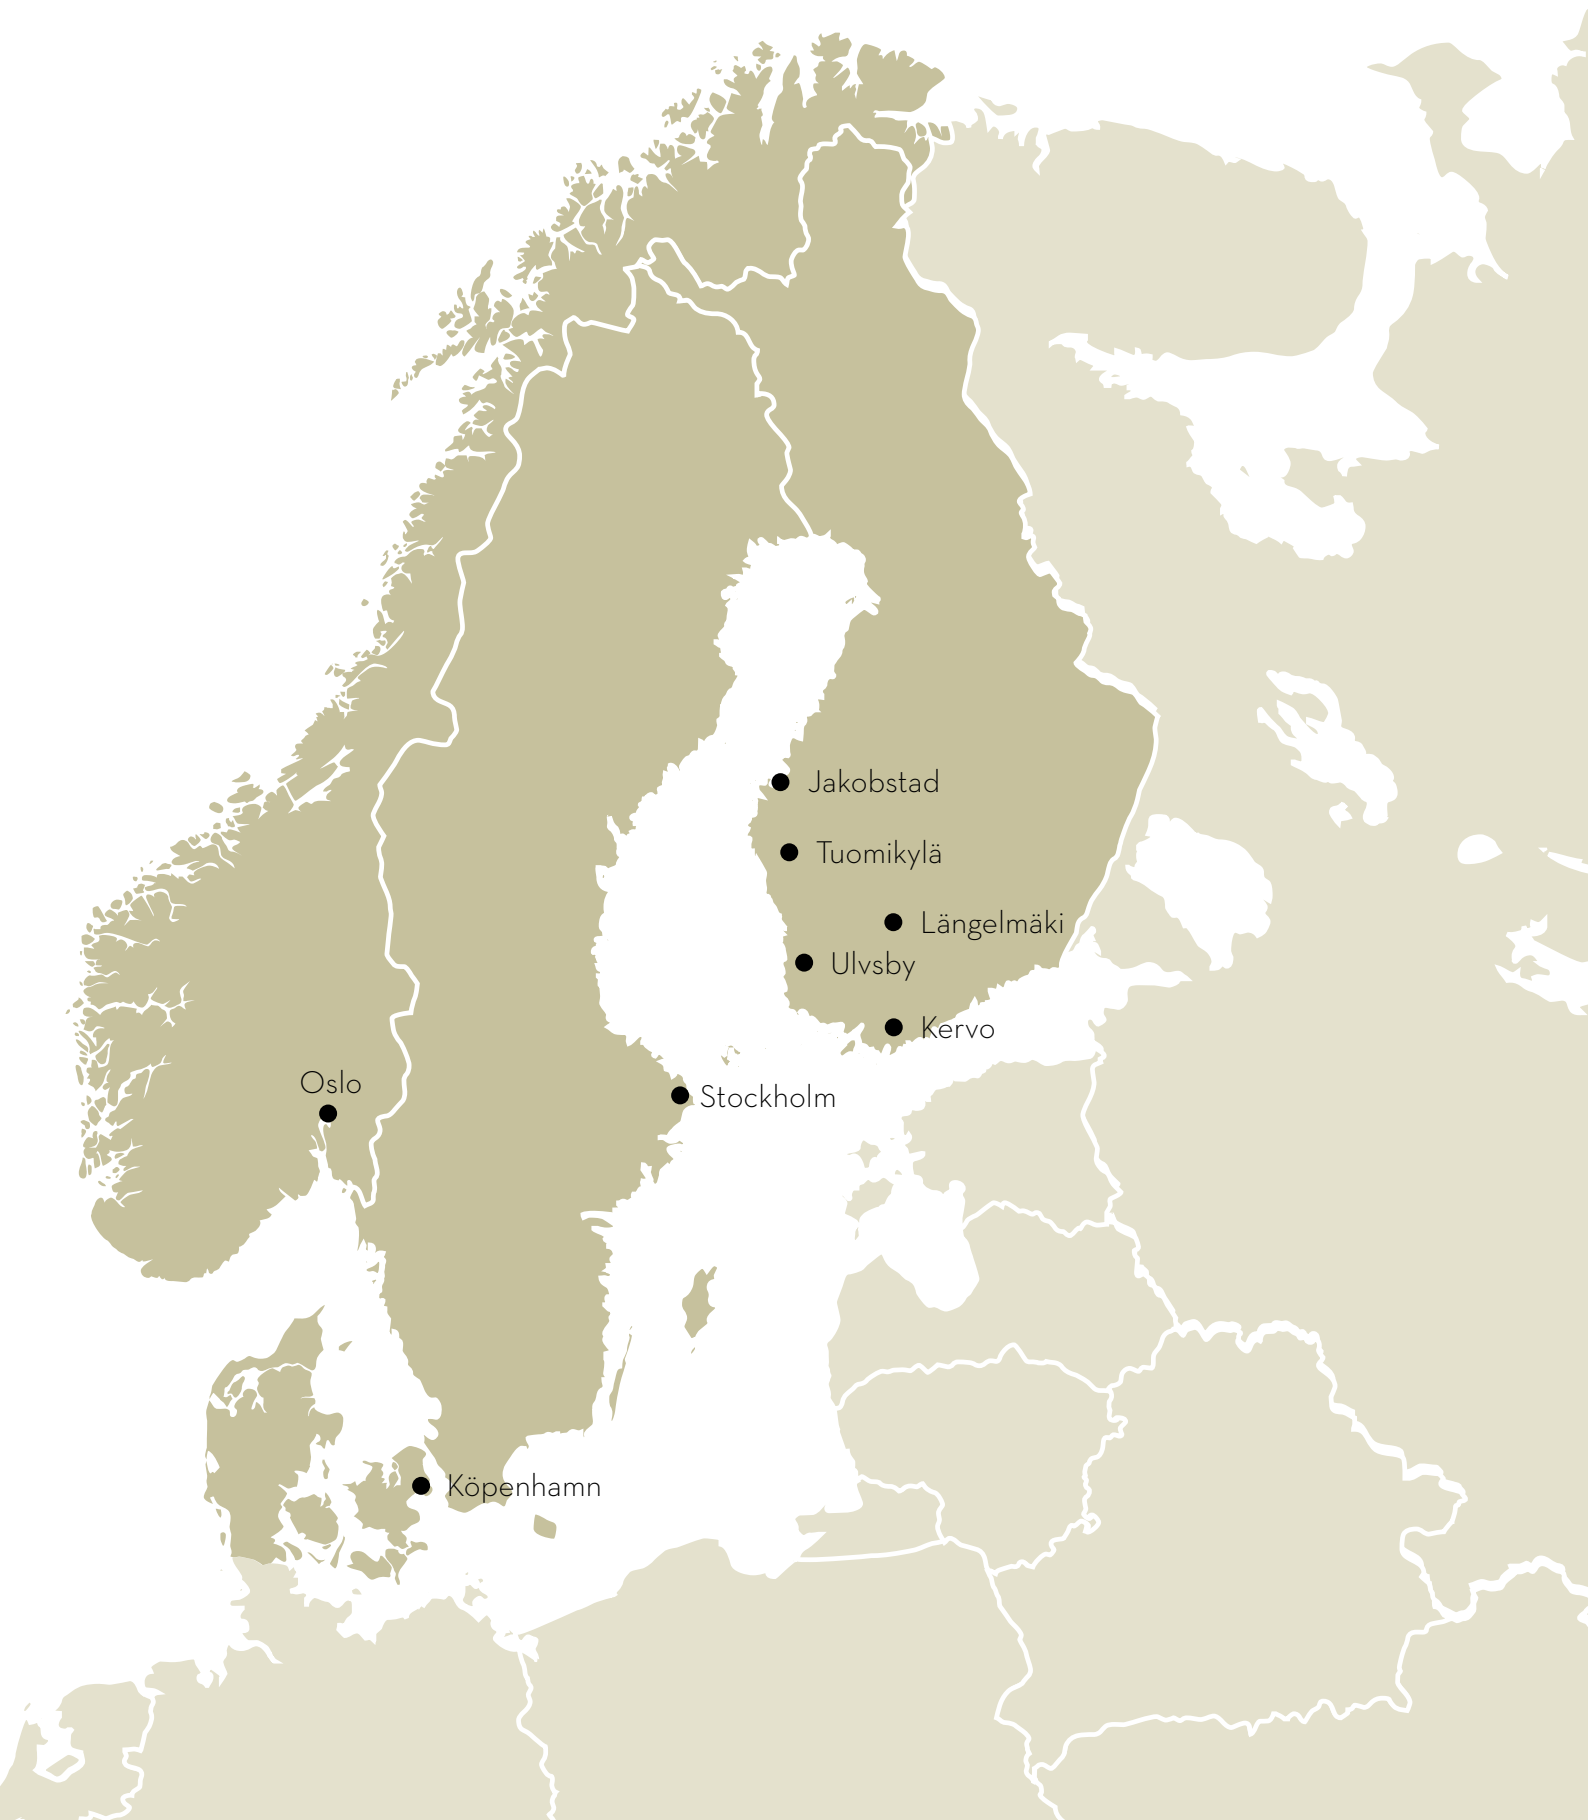 Jakobstad
Tuomikylä
Längelmäki
Ulvsby
Kervo
Oslo
Stockholm
Köpenhamn